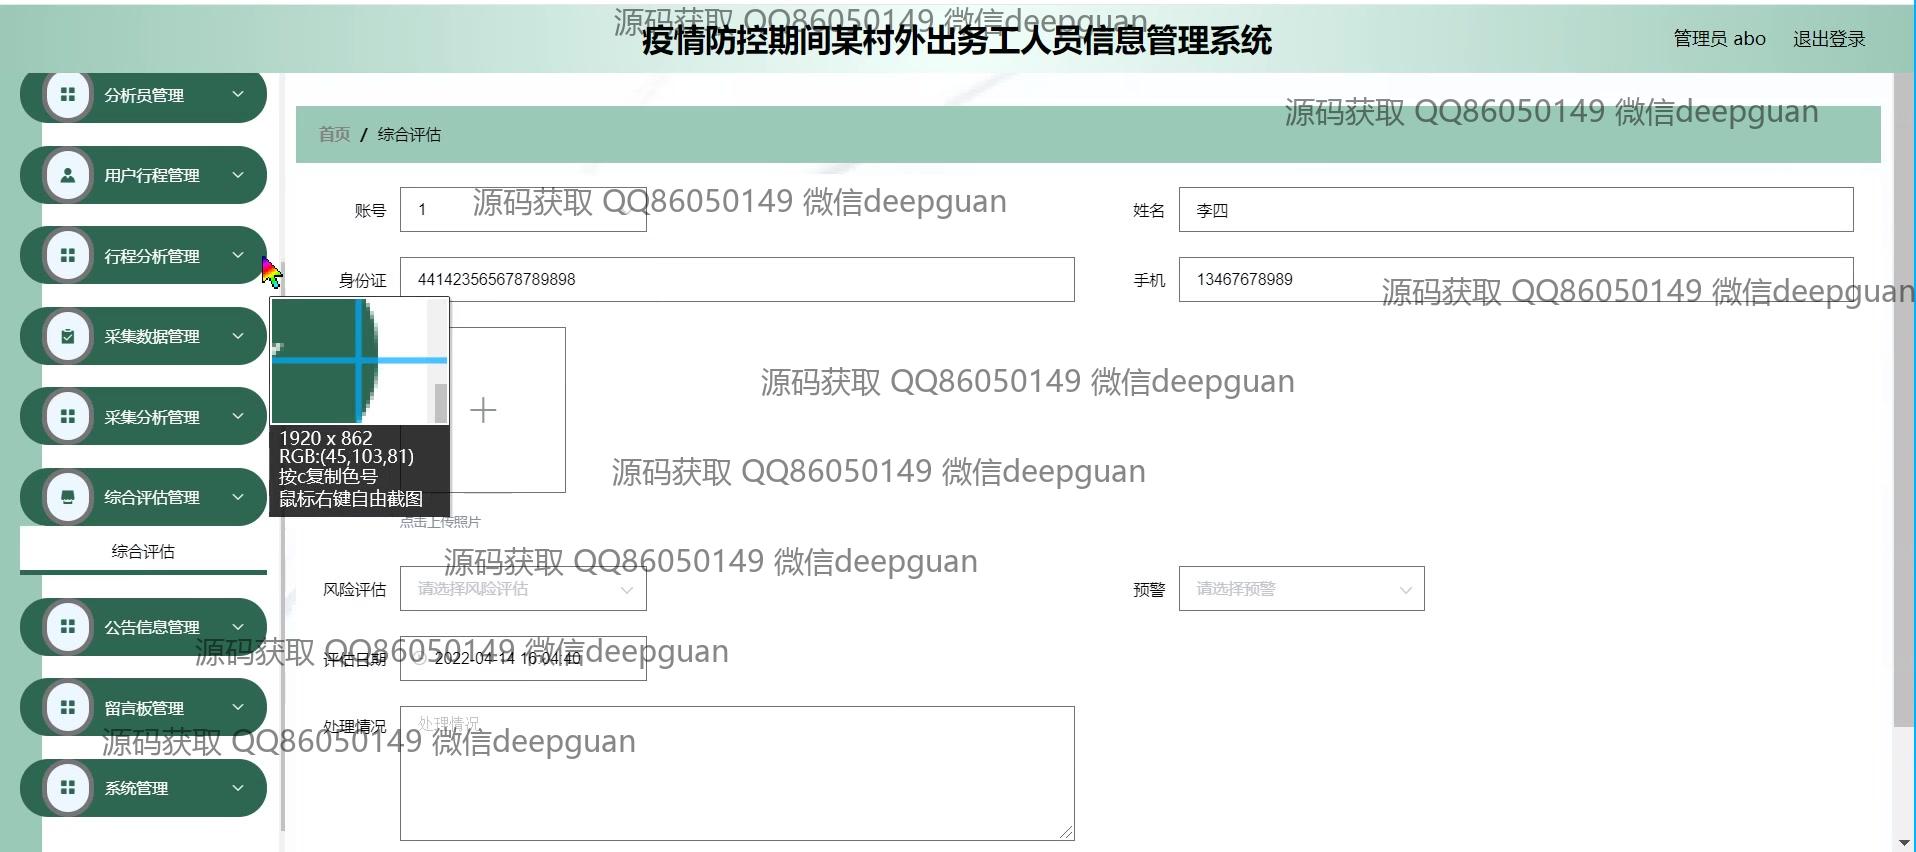 源码获取 QQ86050149 微信deepguan
疫情防控期间某村外出务工人员信息管理系统
管理员 abo
退出登录
分析员管理
用户行程管理
行程分析管理
采集数据管理
采集分析管理
综合评估管理
综合评估
公告信息管理
留言板管理
系统管理
首页 / 综合评估
源码获取 QQ86050149 微信deepguan
账号 1
源码获取 QQ86050149 微信deepguan
姓名 李四
身份证 441423565678789898
手机 13467678989
源码获取 QQ86050149 微信deepguan
1920 x 862
RGB:(45,103,81)
按c复制色号
鼠标右键自由截图
源码获取 QQ86050149 微信deepguan
源码获取 QQ86050149 微信deepguan
点击上传照片
源码获取 QQ86050149 微信deepguan
风险评估 请选择风险评估
预警 请选择预警
源码获取 QQ86050149 微信deepguan
评估日期 2022-04-14 16:04:40
处理情况 处理情况
源码获取 QQ86050149 微信deepguan